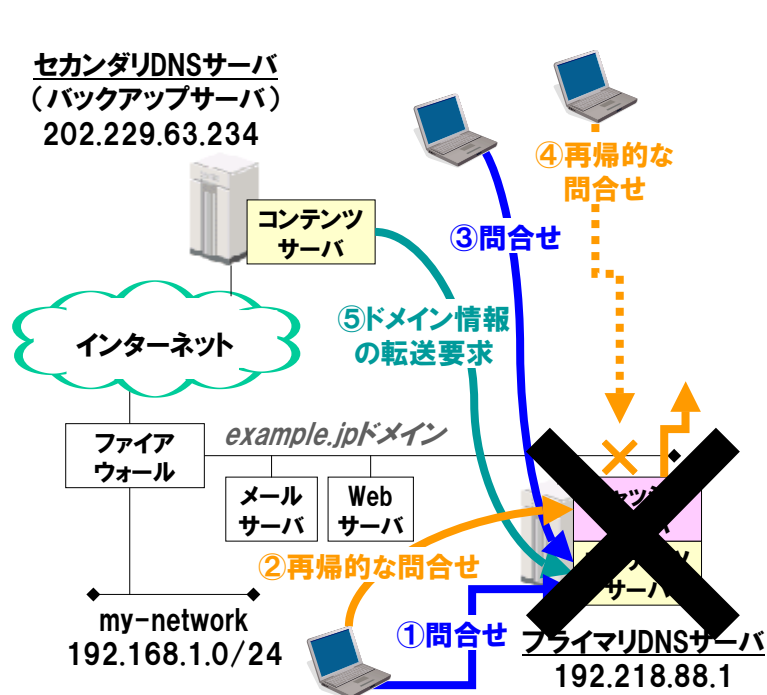 セカンダリDNSサーバ
(バックアップサーバ)
202.229.63.234
コンテンツ
サーバ
④再帰的な
問合せ
③問合せ
⑤ドメイン情報
の転送要求
インターネット
example.jpドメイン
ファイア
ウォール
メール
サーバ
Web
サーバ
サーバ
②再帰的な問合せ
①問合せ
my-network
192.168.1.0/24
プライマリDNSサーバ
192.218.88.1